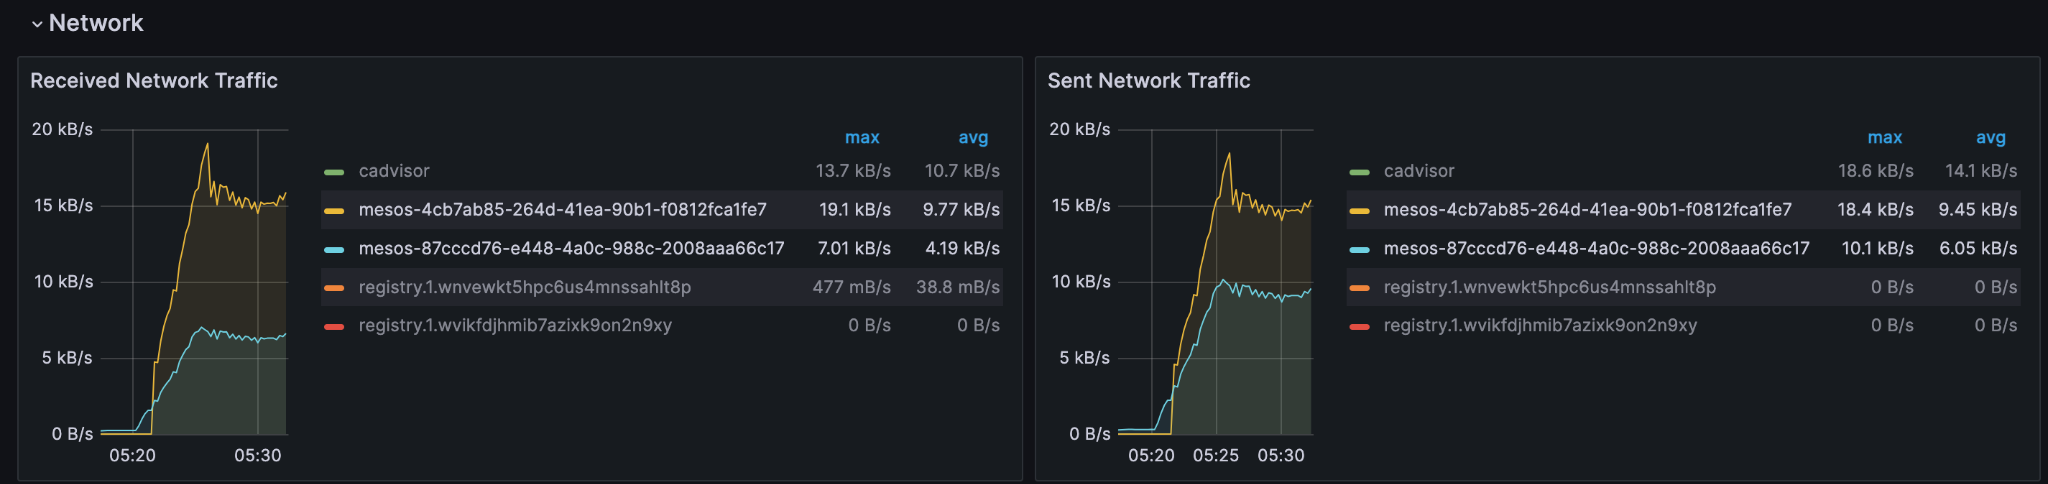 Network
Received Network Traffic
20 kB/s
15 kB/s
10 kB/s
5 kB/s
0 B/s
05:20 05:30
max avg
cadvisor 13.7 kB/s 10.7 kB/s
mesos-4cb7ab85-264d-41ea-90b1-f0812fca1fe7 19.1 kB/s 9.77 kB/s
mesos-87cccd76-e448-4a0c-988c-2008aaa66c17 7.01 kB/s 4.19 kB/s
registry.1.wnvewkt5hpc6us4mnssahlt8p 477 mB/s 38.8 mB/s
registry.1.wvikfdjhmib7azixk9on2n9xy 0 B/s 0 B/s
Sent Network Traffic
20 kB/s
15 kB/s
10 kB/s
5 kB/s
0 B/s
05:20 05:25 05:30
max avg
cadvisor 18.6 kB/s 14.1 kB/s
mesos-4cb7ab85-264d-41ea-90b1-f0812fca1fe7 18.4 kB/s 9.45 kB/s
mesos-87cccd76-e448-4a0c-988c-2008aaa66c17 10.1 kB/s 6.05 kB/s
registry.1.wnvewkt5hpc6us4mnssahlt8p 0 B/s 0 B/s
registry.1.wvikfdjhmib7azixk9on2n9xy 0 B/s 0 B/s